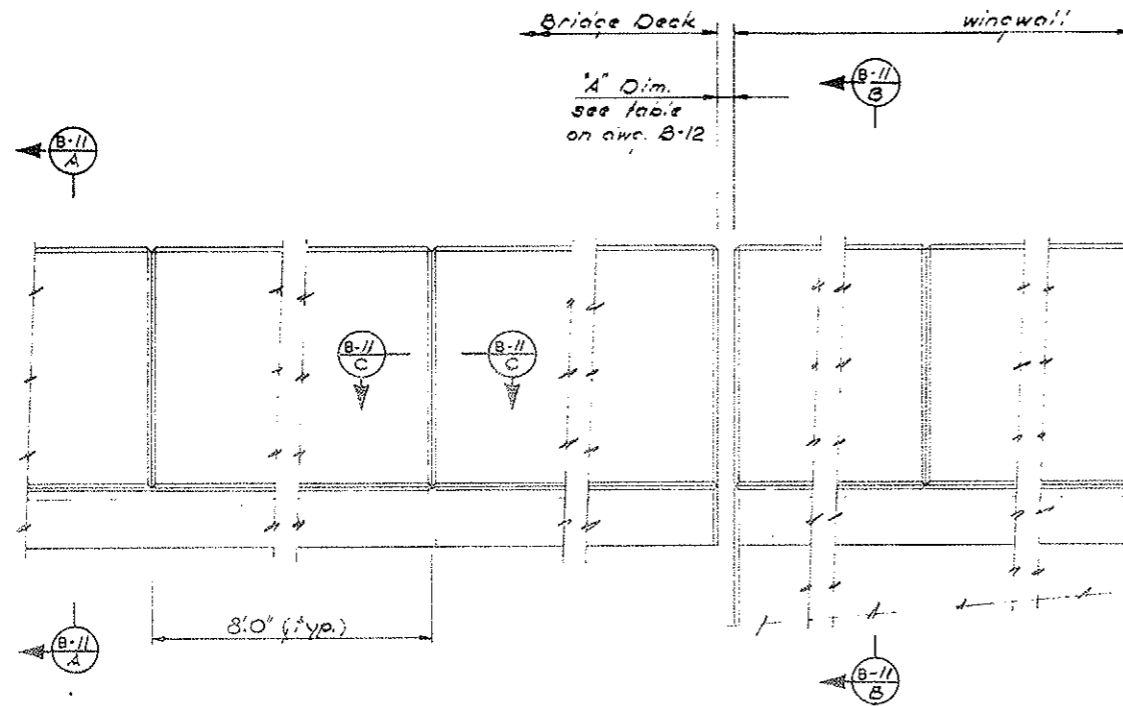 Bridge Deck
wingwall
"A" Dim.
see table
on dwg. B-12
B-11
B
B-11
A
B-11
C
B-11
C
8'.0" (typ.)
B-11
A
B-11
B